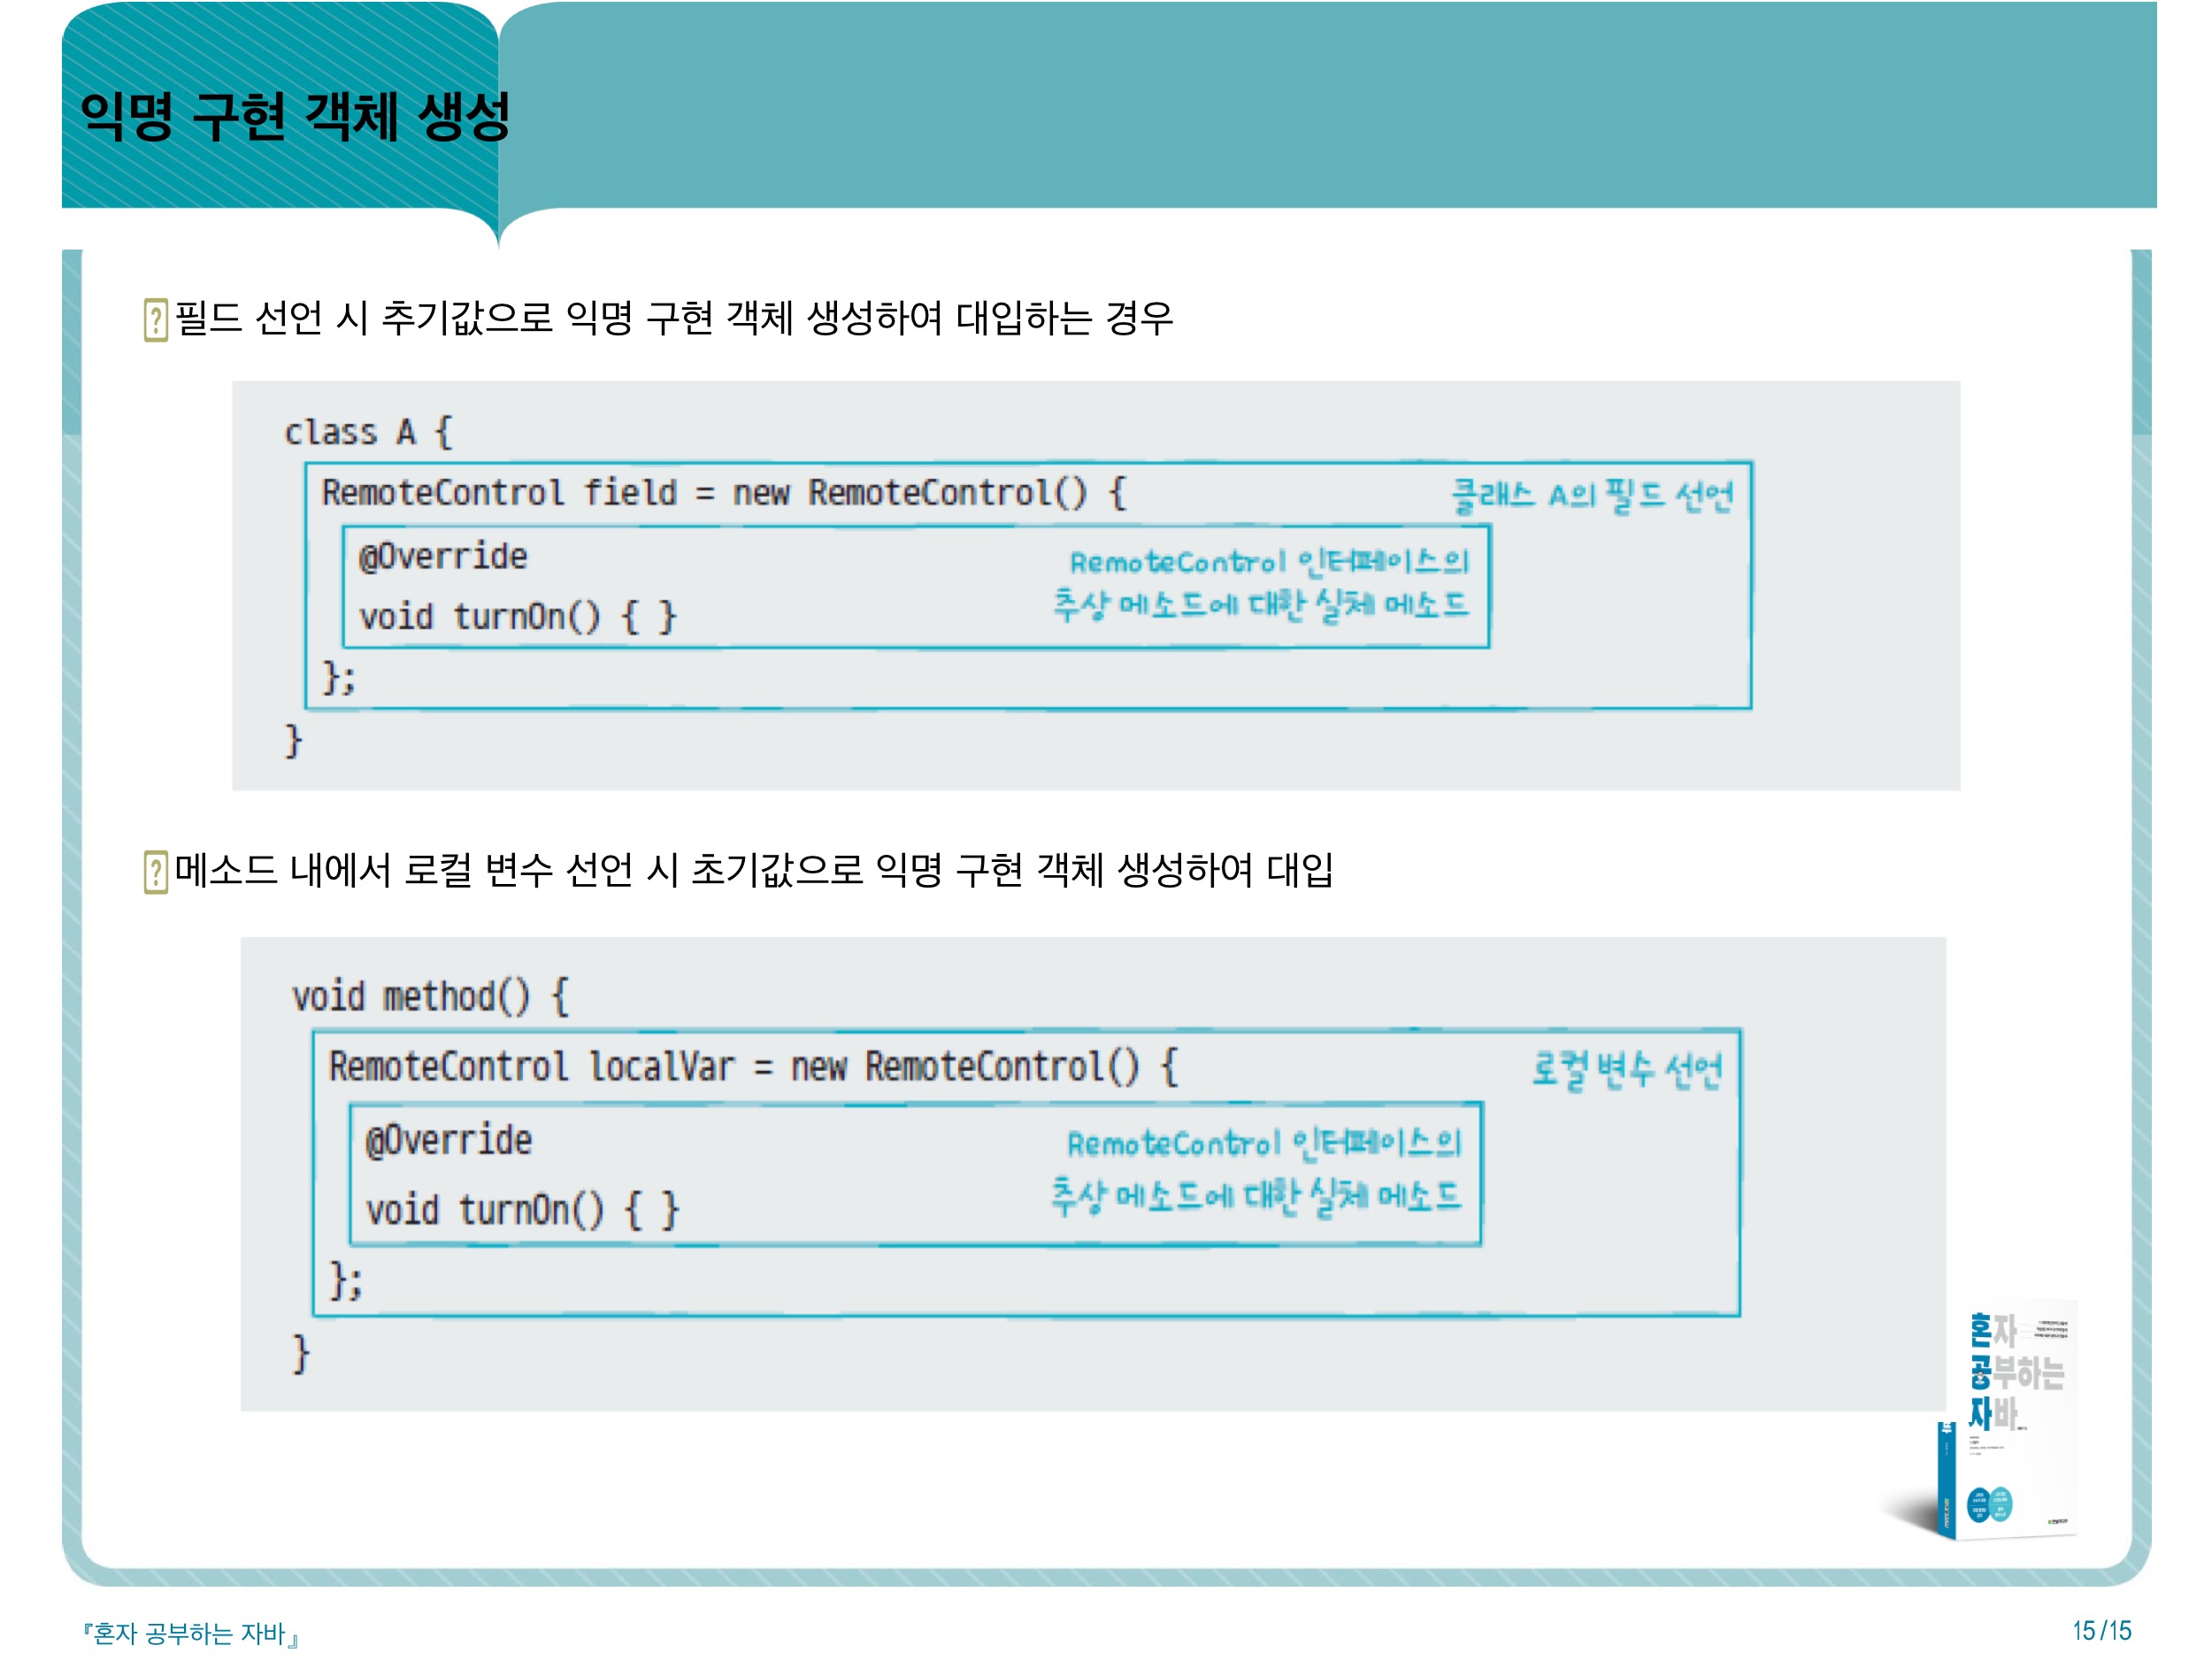 익명 구현 객체 생성
필드 선언 시 추기값으로 익명 구현 객체 생성하여 대입하는 경우
class A {
RemoteControl field = new RemoteControl() { 클래스 A의 필드 선언
@Override RemoteControl 인터페이스의
void turnOn() { } 추상 메소드에 대한 실체 메소드
};
}
메소드 내에서 로컬 변수 선언 시 초기값으로 익명 구현 객체 생성하여 대입
void method() {
RemoteControl localVar = new RemoteControl() { 로컬 변수 선언
@Override RemoteControl 인터페이스의
void turnOn() { } 추상 메소드에 대한 실체 메소드
};
}
혼자
공부하는
자바
『혼자 공부하는 자바』
15/15